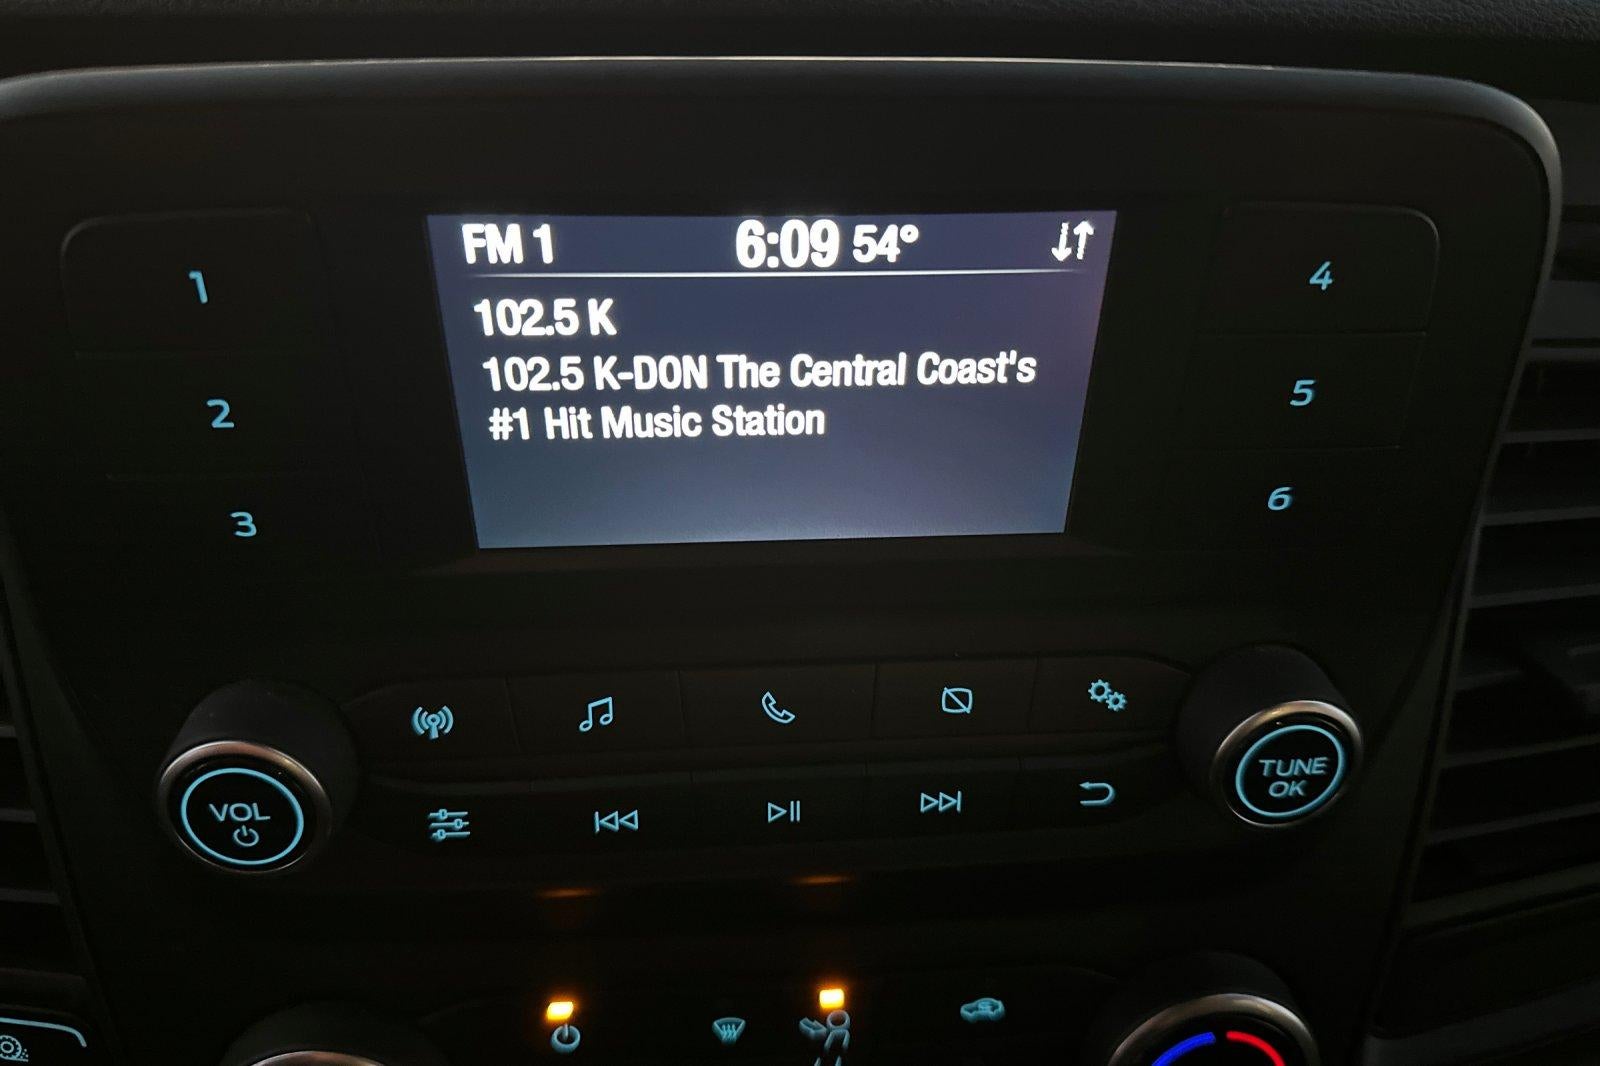 FM 1 6:09 54°
102.5 K
102.5 K-DON The Central Coast's
#1 Hit Music Station
1
2
3
4
5
6
VOL
TUNE
OK